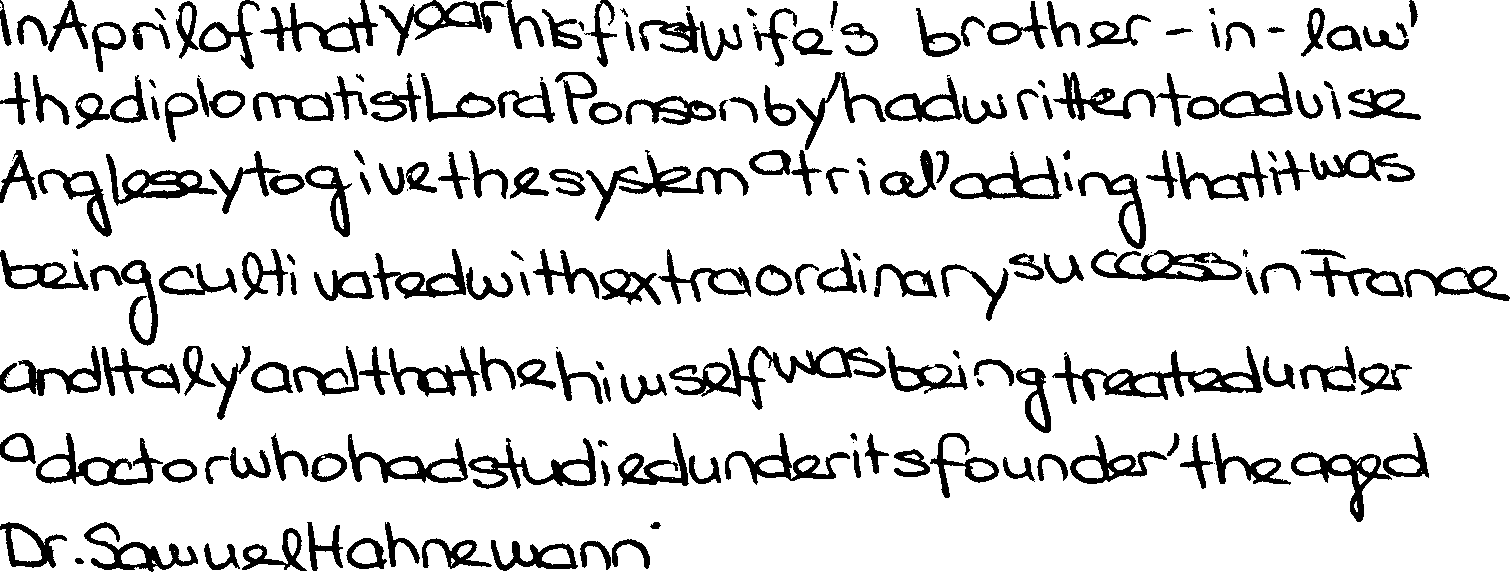 In April of that year his first wife's brother-in-law,
the diplomatist Lord Ponsonby, had written to advise
Anglesey to give the system a trial, adding that it was
being cultivated with extraordinary success in France
and Italy, and that he himself was being treated under
a doctor who had studied under its founder, the aged
Dr. Samuel Hahnemann.